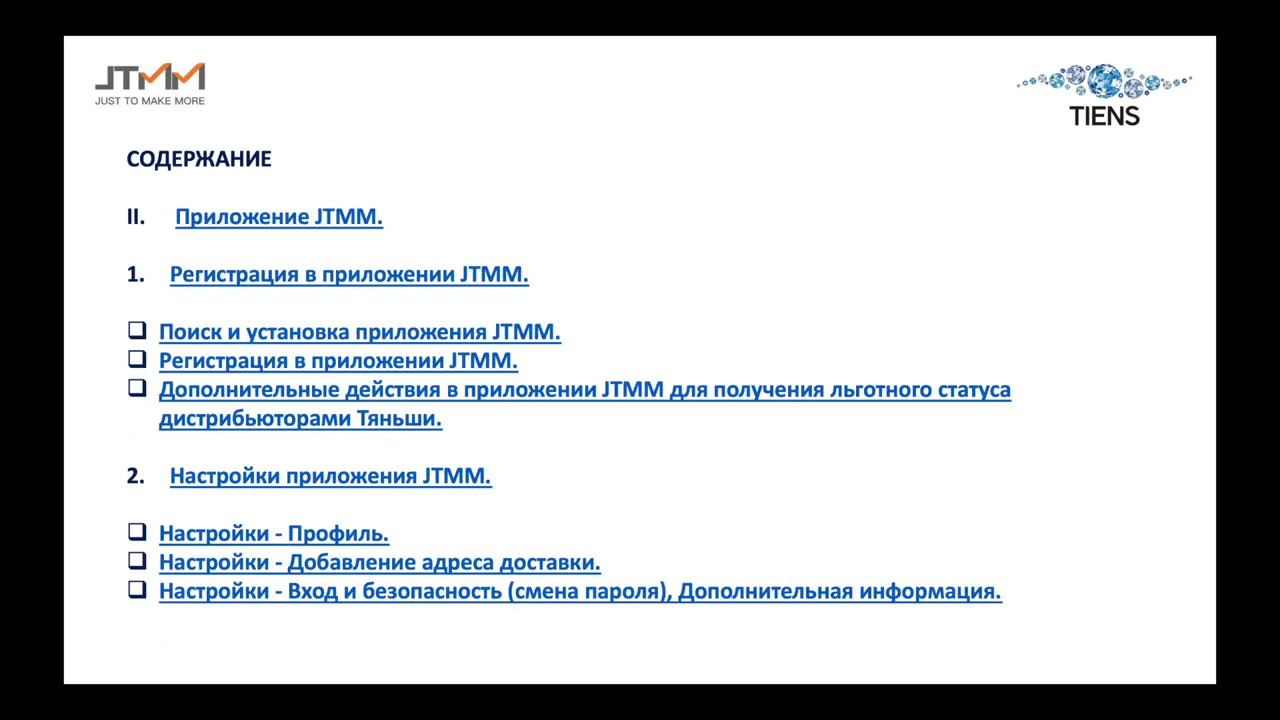 JTMM
JUST TO MAKE MORE
TIENS
СОДЕРЖАНИЕ
II. Приложение JTMM.
1. Регистрация в приложении JTMM.
❑ Поиск и установка приложения JTMM.
❑ Регистрация в приложении JTMM.
❑ Дополнительные действия в приложении JTMM для получения льготного статуса
дистрибьюторами Тяньши.
2. Настройки приложения JTMM.
❑ Настройки - Профиль.
❑ Настройки - Добавление адреса доставки.
❑ Настройки - Вход и безопасность (смена пароля), Дополнительная информация.